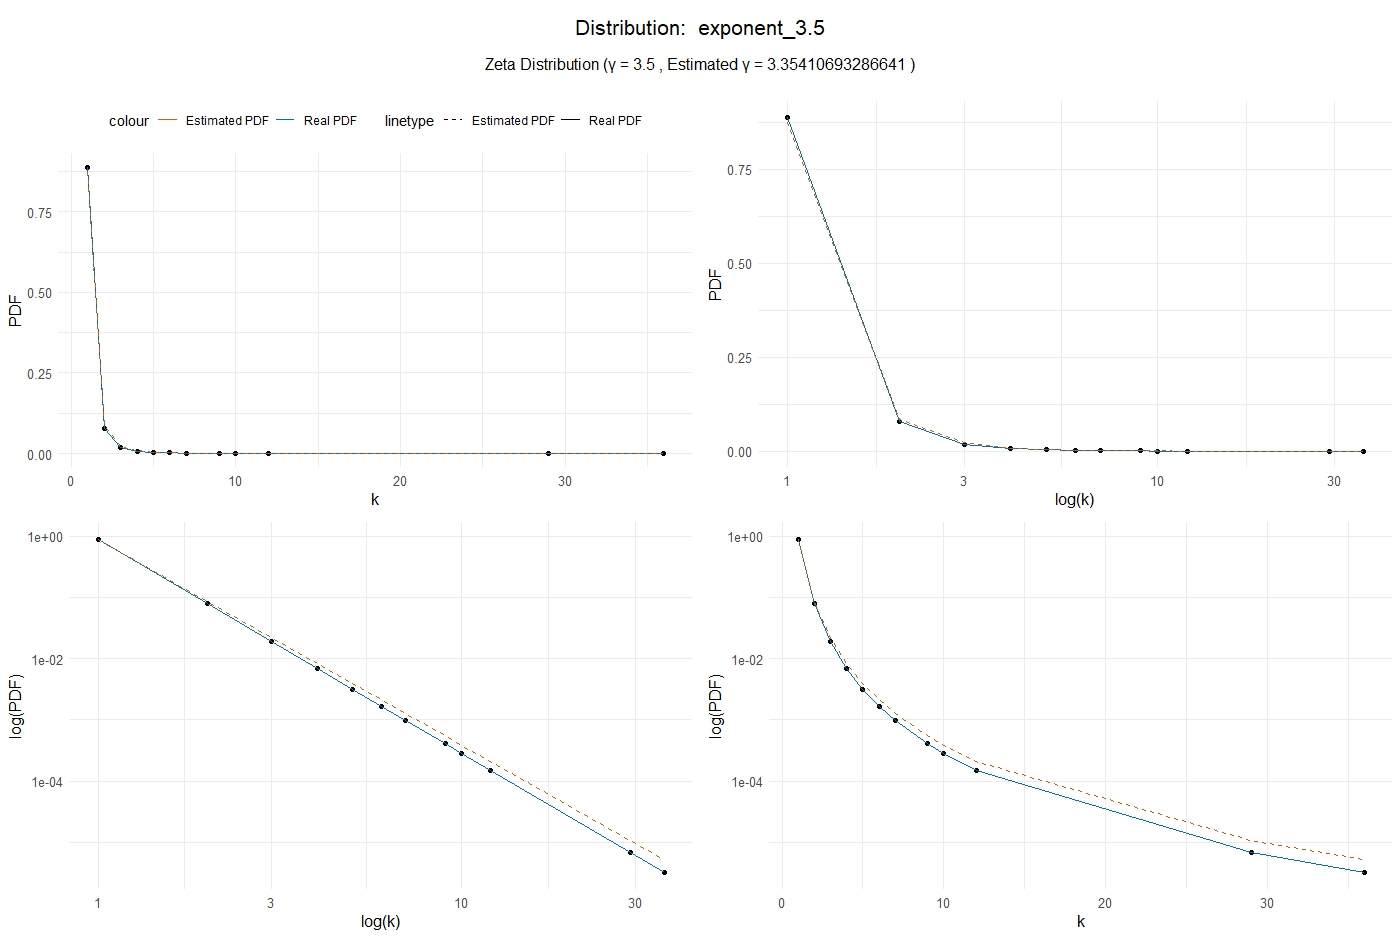 Distribution:  exponent_3.5
Zeta Distribution (γ = 3.5 , Estimated γ = 3.35410693286641 )
colour Estimated PDF Real PDF linetype Estimated PDF Real PDF
PDF
0.75
0.50
0.25
0.00
0 10 20 30
k
PDF
0.75
0.50
0.25
0.00
1 3 10 30
log(k)
log(PDF)
1e+00
1e-02
1e-04
1 3 10 30
log(k)
log(PDF)
1e+00
1e-02
1e-04
0 10 20 30
k